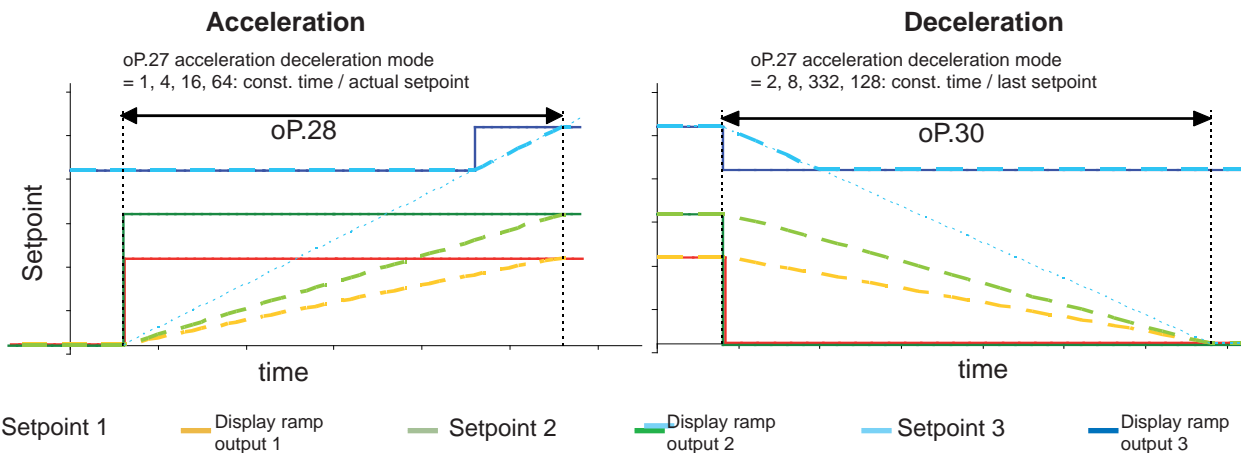 Acceleration
oP.27 acceleration deceleration mode
= 1, 4, 16, 64: const. time / actual setpoint
oP.28
Setpoint
time
Deceleration
oP.27 acceleration deceleration mode
= 2, 8, 332, 128: const. time / last setpoint
oP.30
time
Setpoint 1
Display ramp
output 1
Setpoint 2
Display ramp
output 2
Setpoint 3
Display ramp
output 3